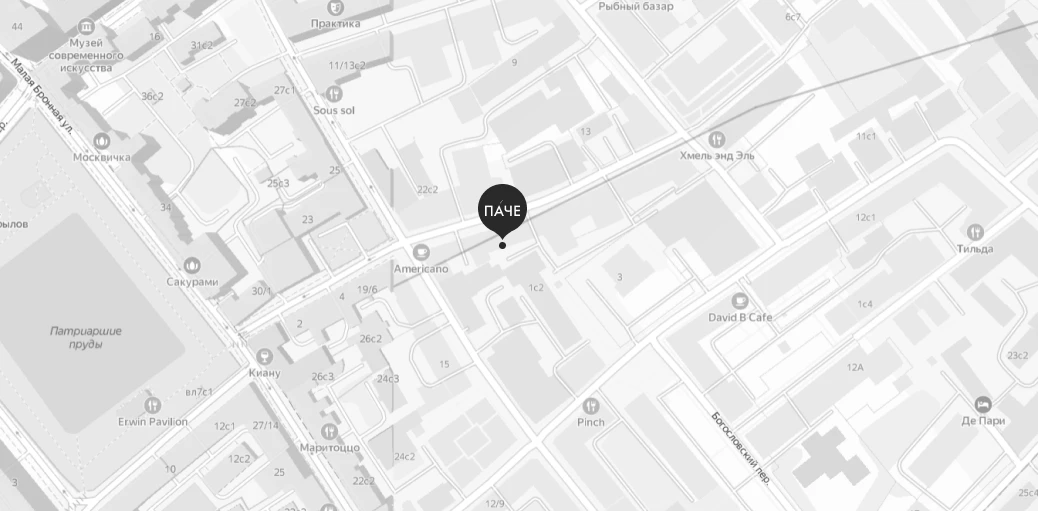 44
Музей
современного
искусства
16
31с2
Практика
Рыбный базар
6с7
11/13с2
9
Малая Бронная ул.
36с2
27с2
27с1
Sous sol
Москвичка
13
Хмель энд Эль
11с1
25с3
25
22с2
34
23
ПАЧЕ
12с1
Тильда
Americano
Сакурами
30/1
4
19/6
1с2
3
1с4
David B Cafe
Патриаршие
пруды
2
26с2
Киану
26с3
24с3
15
12А
23с2
вл7с1
Erwin Pavilion
12с1
27/14
Маритоццо
Pinch
Богословский пер.
Де Пари
10
12с2
25
24с2
22с2
3
12/9
25с4